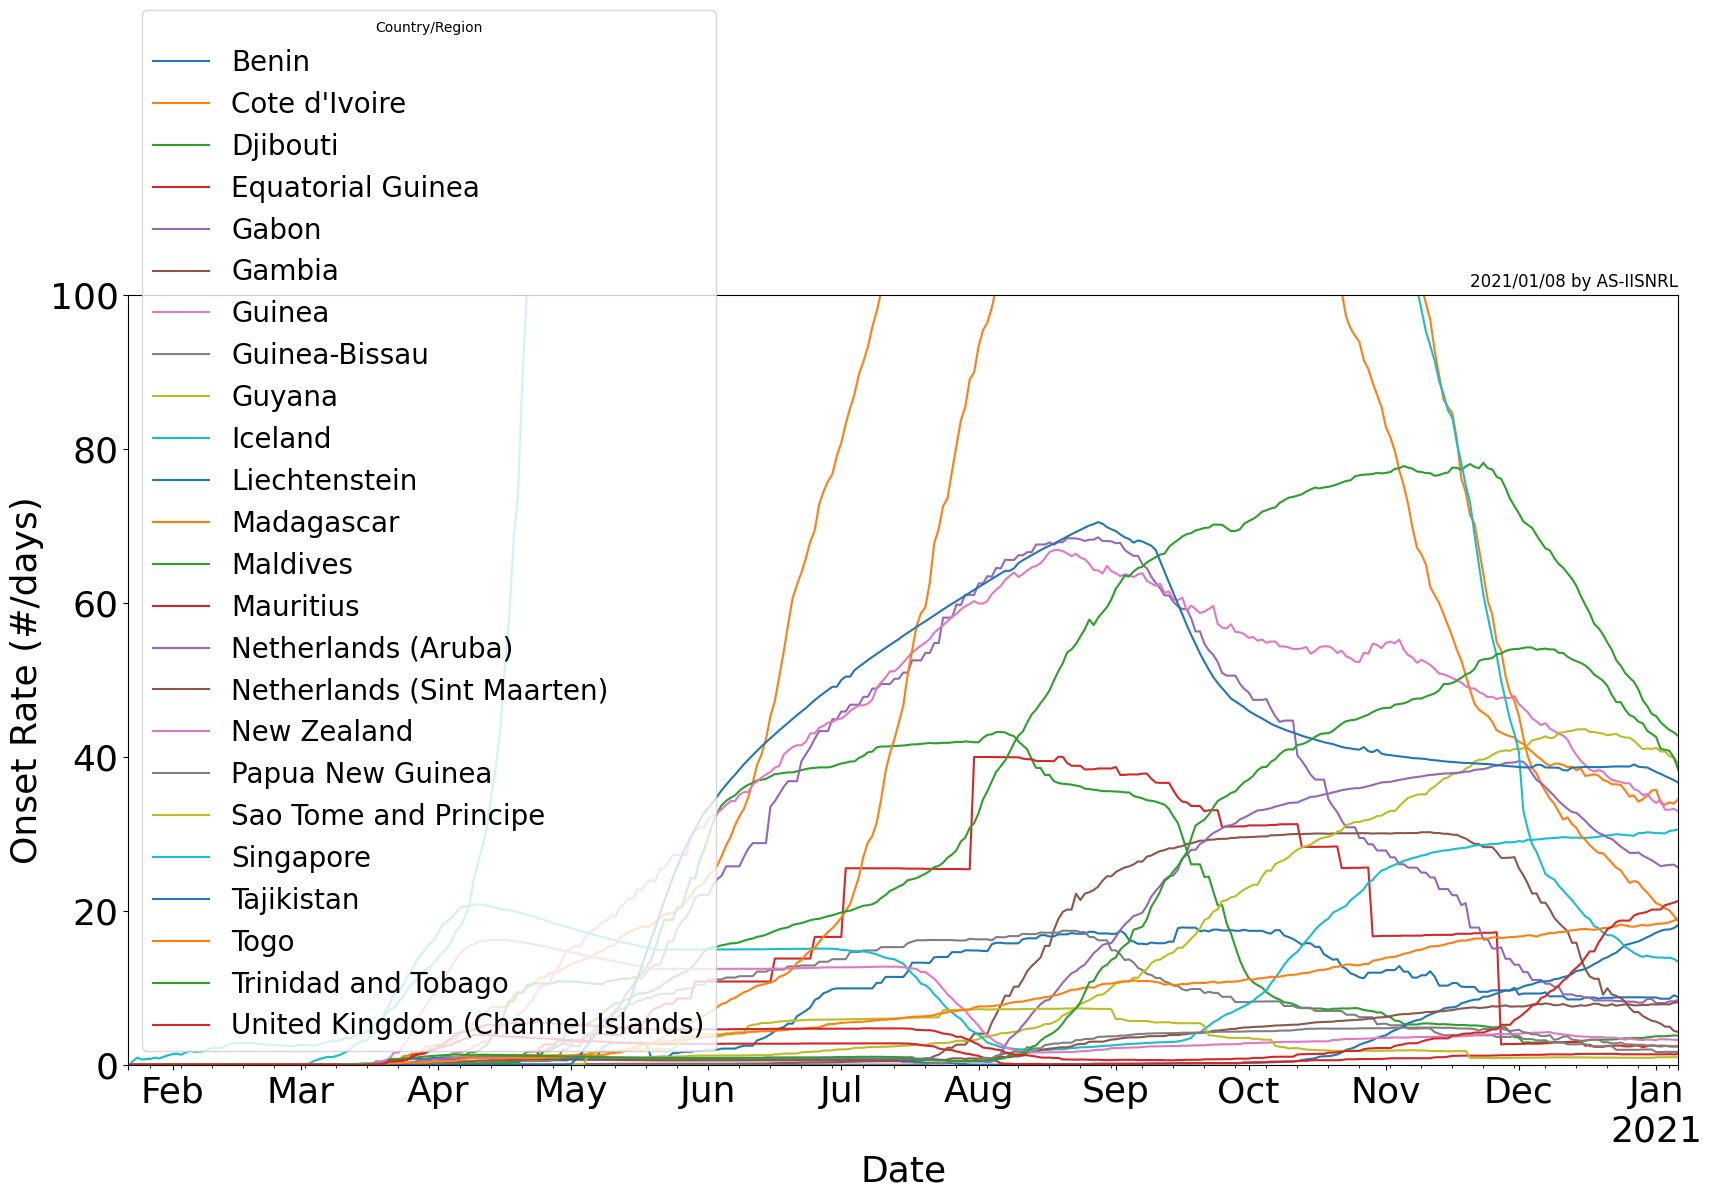 Country/Region
Benin
Cote d'Ivoire
Djibouti
Equatorial Guinea
Gabon
Gambia
Guinea
Guinea-Bissau
Guyana
Iceland
Liechtenstein
Madagascar
Maldives
Mauritius
Netherlands (Aruba)
Netherlands (Sint Maarten)
New Zealand
Papua New Guinea
Sao Tome and Principe
Singapore
Tajikistan
Togo
Trinidad and Tobago
United Kingdom (Channel Islands)
2021/01/08 by AS-IISNRL
Onset Rate (#/days)
100
80
60
40
20
0
Feb Mar Apr May Jun Jul Aug Sep Oct Nov Dec Jan
2021
Date